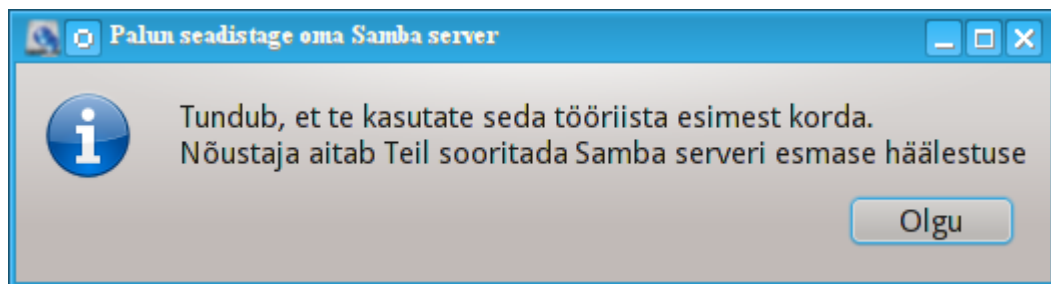 Palun seadistage oma Samba server
Tundub, et te kasutate seda tööriista esimest korda.
Nõustaja aitab Teil sooritada Samba serveri esmase häälestuse
Olgu